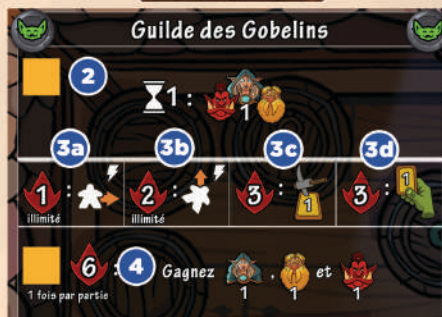 Guilde des Gobelins
2
1 :
1
3a 3b 3c 3d
1 : 2 : 3 : 1 3 : 1
illimité illimité
6 : 4 Gagnez , et
1 fois par partie 1 1 1